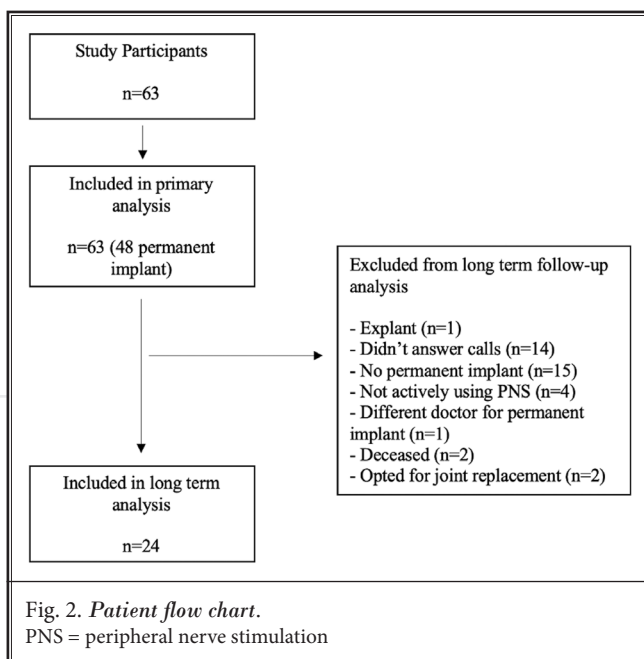 Study Participants
n=63
Included in primary
analysis
n=63 (48 permanent
implant)
Excluded from long term follow-up
analysis
- Explant (n=1)
- Didn't answer calls (n=14)
- No permanent implant (n=15)
- Not actively using PNS (n=4)
- Different doctor for permanent
implant (n=1)
- Deceased (n=2)
- Opted for joint replacement (n=2)
Included in long term
analysis
n=24
Fig. 2. Patient flow chart.
PNS = peripheral nerve stimulation